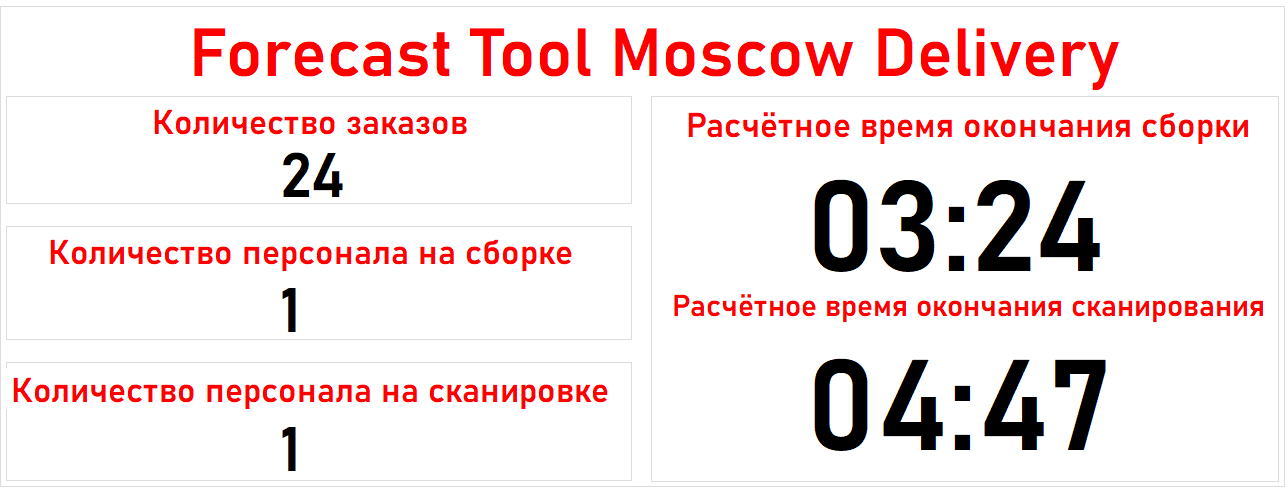 Forecast Tool Moscow Delivery
Количество заказов
24
Количество персонала на сборке
1
Количество персонала на сканировке
1
Расчётное время окончания сборки
03:24
Расчётное время окончания сканирования
04:47